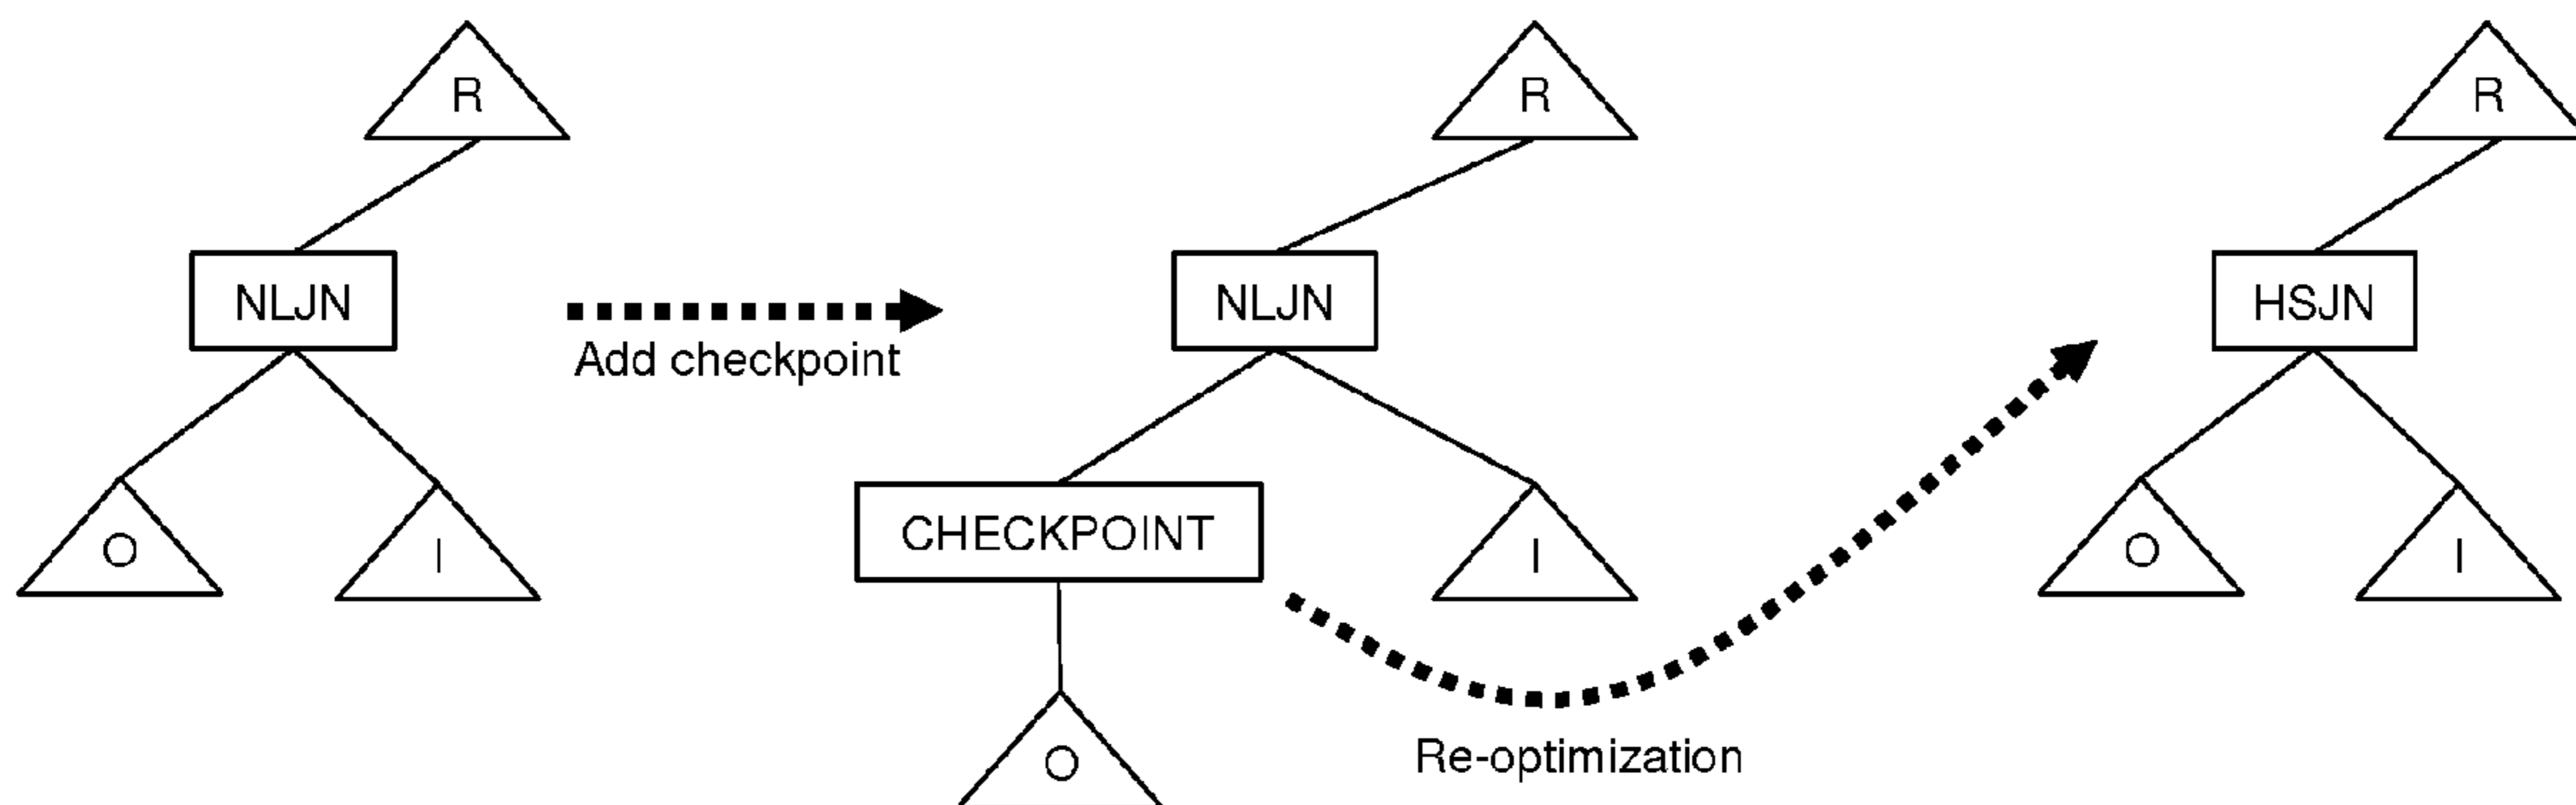 R
R
R
NLJN
NLJN
HSJN
Add checkpoint
O
I
CHECKPOINT
I
O
I
O
Re-optimization